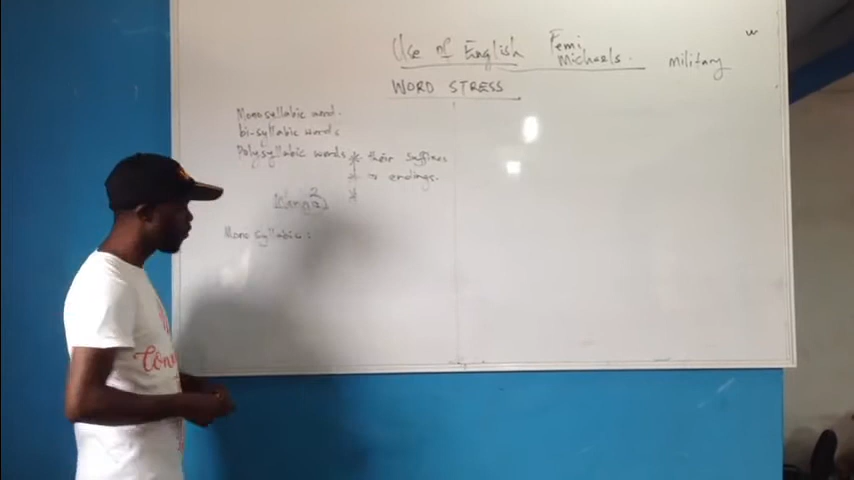 Use of English Femi Michaels.
military
WORD STRESS
Monosellabic word.
bi-syllabic words
Polysyllabic words * their suffixes
* endings.
*
Mono syllabic: